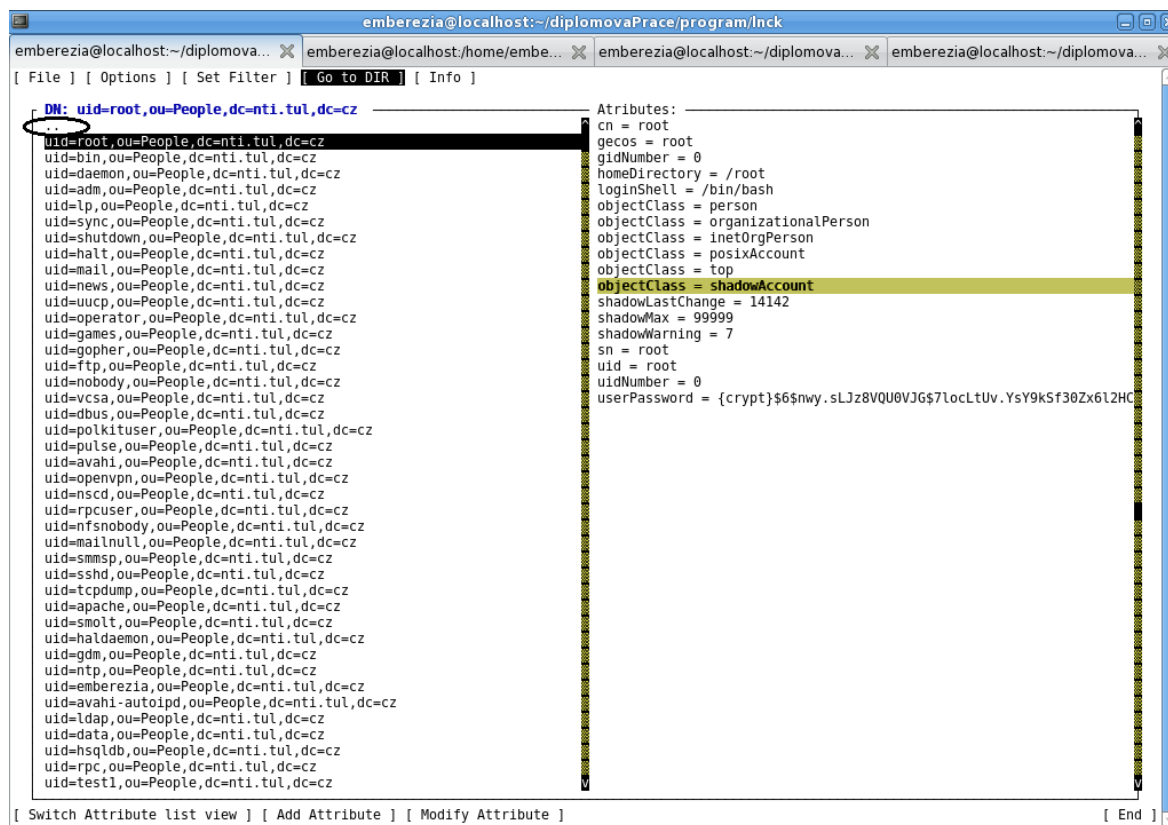 emberezia@localhost:~/diplomovaPrace/program/lnck
emberezia@localhost:~/diplomova... emberezia@localhost:/home/embe... emberezia@localhost:~/diplomova... emberezia@localhost:~/diplomova...
[ File ] [ Options ] [ Set Filter ] [ Go to DIR ] [ Info ]
DN: uid=root,ou=People,dc=nti.tul,dc=cz
..
uid=root,ou=People,dc=nti.tul,dc=cz
uid=bin,ou=People,dc=nti.tul,dc=cz
uid=daemon,ou=People,dc=nti.tul,dc=cz
uid=adm,ou=People,dc=nti.tul,dc=cz
uid=lp,ou=People,dc=nti.tul,dc=cz
uid=sync,ou=People,dc=nti.tul,dc=cz
uid=shutdown,ou=People,dc=nti.tul,dc=cz
uid=halt,ou=People,dc=nti.tul,dc=cz
uid=mail,ou=People,dc=nti.tul,dc=cz
uid=news,ou=People,dc=nti.tul,dc=cz
uid=uucp,ou=People,dc=nti.tul,dc=cz
uid=operator,ou=People,dc=nti.tul,dc=cz
uid=games,ou=People,dc=nti.tul,dc=cz
uid=gopher,ou=People,dc=nti.tul,dc=cz
uid=ftp,ou=People,dc=nti.tul,dc=cz
uid=nobody,ou=People,dc=nti.tul,dc=cz
uid=vcsa,ou=People,dc=nti.tul,dc=cz
uid=dbus,ou=People,dc=nti.tul,dc=cz
uid=polkituser,ou=People,dc=nti.tul,dc=cz
uid=pulse,ou=People,dc=nti.tul,dc=cz
uid=avahi,ou=People,dc=nti.tul,dc=cz
uid=openvpn,ou=People,dc=nti.tul,dc=cz
uid=nscd,ou=People,dc=nti.tul,dc=cz
uid=rpcuser,ou=People,dc=nti.tul,dc=cz
uid=nfsnobody,ou=People,dc=nti.tul,dc=cz
uid=mailnull,ou=People,dc=nti.tul,dc=cz
uid=smmsp,ou=People,dc=nti.tul,dc=cz
uid=sshd,ou=People,dc=nti.tul,dc=cz
uid=tcpdump,ou=People,dc=nti.tul,dc=cz
uid=apache,ou=People,dc=nti.tul,dc=cz
uid=smolt,ou=People,dc=nti.tul,dc=cz
uid=haldaemon,ou=People,dc=nti.tul,dc=cz
uid=gdm,ou=People,dc=nti.tul,dc=cz
uid=ntp,ou=People,dc=nti.tul,dc=cz
uid=emberezia,ou=People,dc=nti.tul,dc=cz
uid=avahi-autoipd,ou=People,dc=nti.tul,dc=cz
uid=ldap,ou=People,dc=nti.tul,dc=cz
uid=data,ou=People,dc=nti.tul,dc=cz
uid=hsqldb,ou=People,dc=nti.tul,dc=cz
uid=rpc,ou=People,dc=nti.tul,dc=cz
uid=test1,ou=People,dc=nti.tul,dc=cz
Atributes:
cn = root
gecos = root
gidNumber = 0
homeDirectory = /root
loginShell = /bin/bash
objectClass = person
objectClass = organizationalPerson
objectClass = inetOrgPerson
objectClass = posixAccount
objectClass = top
objectClass = shadowAccount
shadowLastChange = 14142
shadowMax = 99999
shadowWarning = 7
sn = root
uid = root
uidNumber = 0
userPassword = {crypt}$6$nwy.sLJz8VQU0VJG$7locLtUv.YsY9kSf30Zx6l2HC
[ Switch Attribute list view ] [ Add Attribute ] [ Modify Attribute ] [ End ]